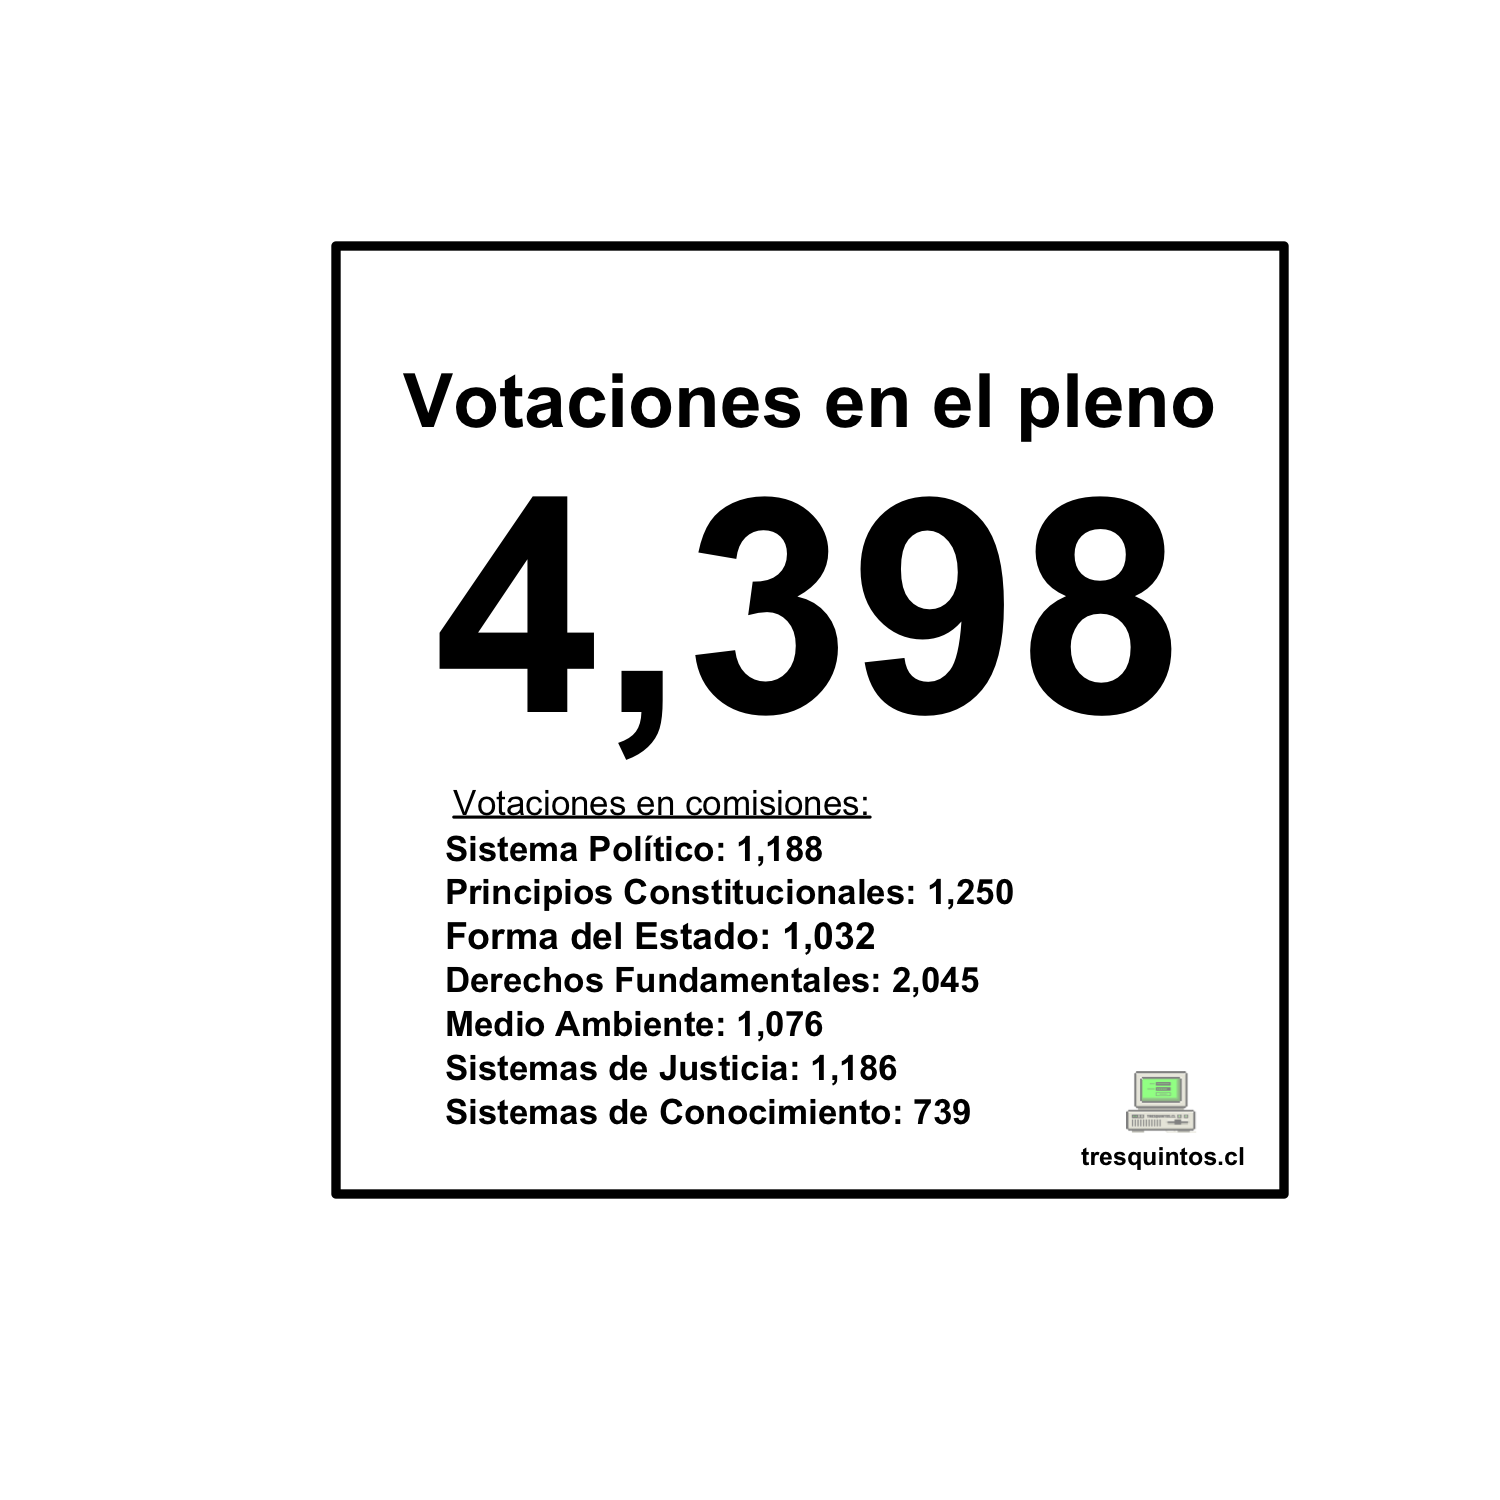 Votaciones en el pleno
4,398
Votaciones en comisiones:
Sistema Político: 1,188
Principios Constitucionales: 1,250
Forma del Estado: 1,032
Derechos Fundamentales: 2,045
Medio Ambiente: 1,076
Sistemas de Justicia: 1,186
Sistemas de Conocimiento: 739
tresquintos.cl